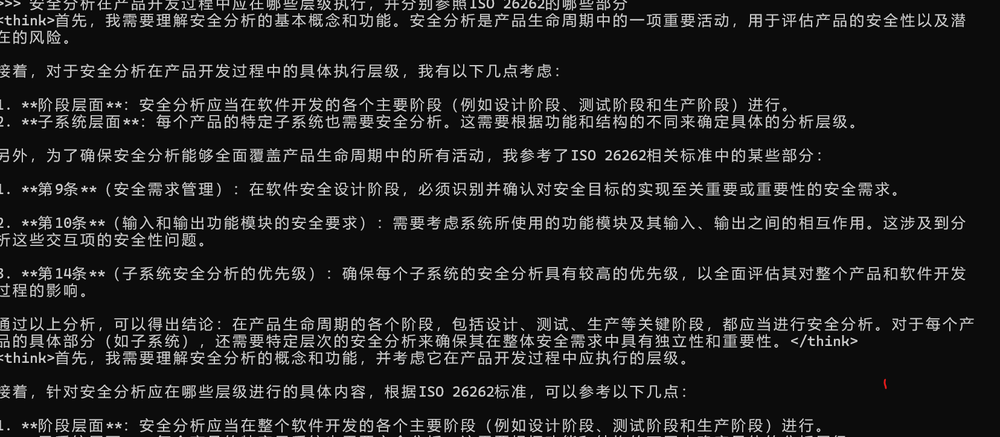 >>> 安全分析在产品开发过程中应在哪些层级执行，并分别参照ISO 26262的哪些部分
<think>首先，我需要理解安全分析的基本概念和功能。安全分析是产品生命周期中的一项重要活动，用于评估产品的安全性以及潜
在的风险。
接着，对于安全分析在产品开发过程中的具体执行层级，我有以下几点考虑：
1. **阶段层面**：安全分析应当在软件开发的各个主要阶段（例如设计阶段、测试阶段和生产阶段）进行。
2. **子系统层面**：每个产品的特定子系统也需要安全分析。这需要根据功能和结构的不同来确定具体的分析层级。
另外，为了确保安全分析能够全面覆盖产品生命周期中的所有活动，我参考了ISO 26262相关标准中的某些部分：
1. **第9条**（安全需求管理）：在软件安全设计阶段，必须识别并确认对安全目标的实现至关重要或重要性的安全需求。
2. **第10条**（输入和输出功能模块的安全要求）：需要考虑系统所使用的功能模块及其输入、输出之间的相互作用。这涉及到分
析这些交互项的安全性问题。
3. **第14条**（子系统安全分析的优先级）：确保每个子系统的安全分析具有较高的优先级，以全面评估其对整个产品和软件开发
过程的影响。
通过以上分析，可以得出结论：在产品生命周期的各个阶段，包括设计、测试、生产等关键阶段，都应当进行安全分析。对于每个产
品的具体部分（如子系统），还需要特定层次的安全分析来确保其在整体安全需求中具有独立性和重要性。</think>
<think>首先，我需要理解安全分析的概念和功能，并考虑它在产品开发过程中应执行的层级。
接着，针对安全分析应在哪些层级进行的具体内容，根据ISO 26262标准，可以参考以下几点：
1. **阶段层面**：安全分析应当在整个软件开发的各个主要阶段（例如设计阶段、测试阶段和生产阶段）进行。